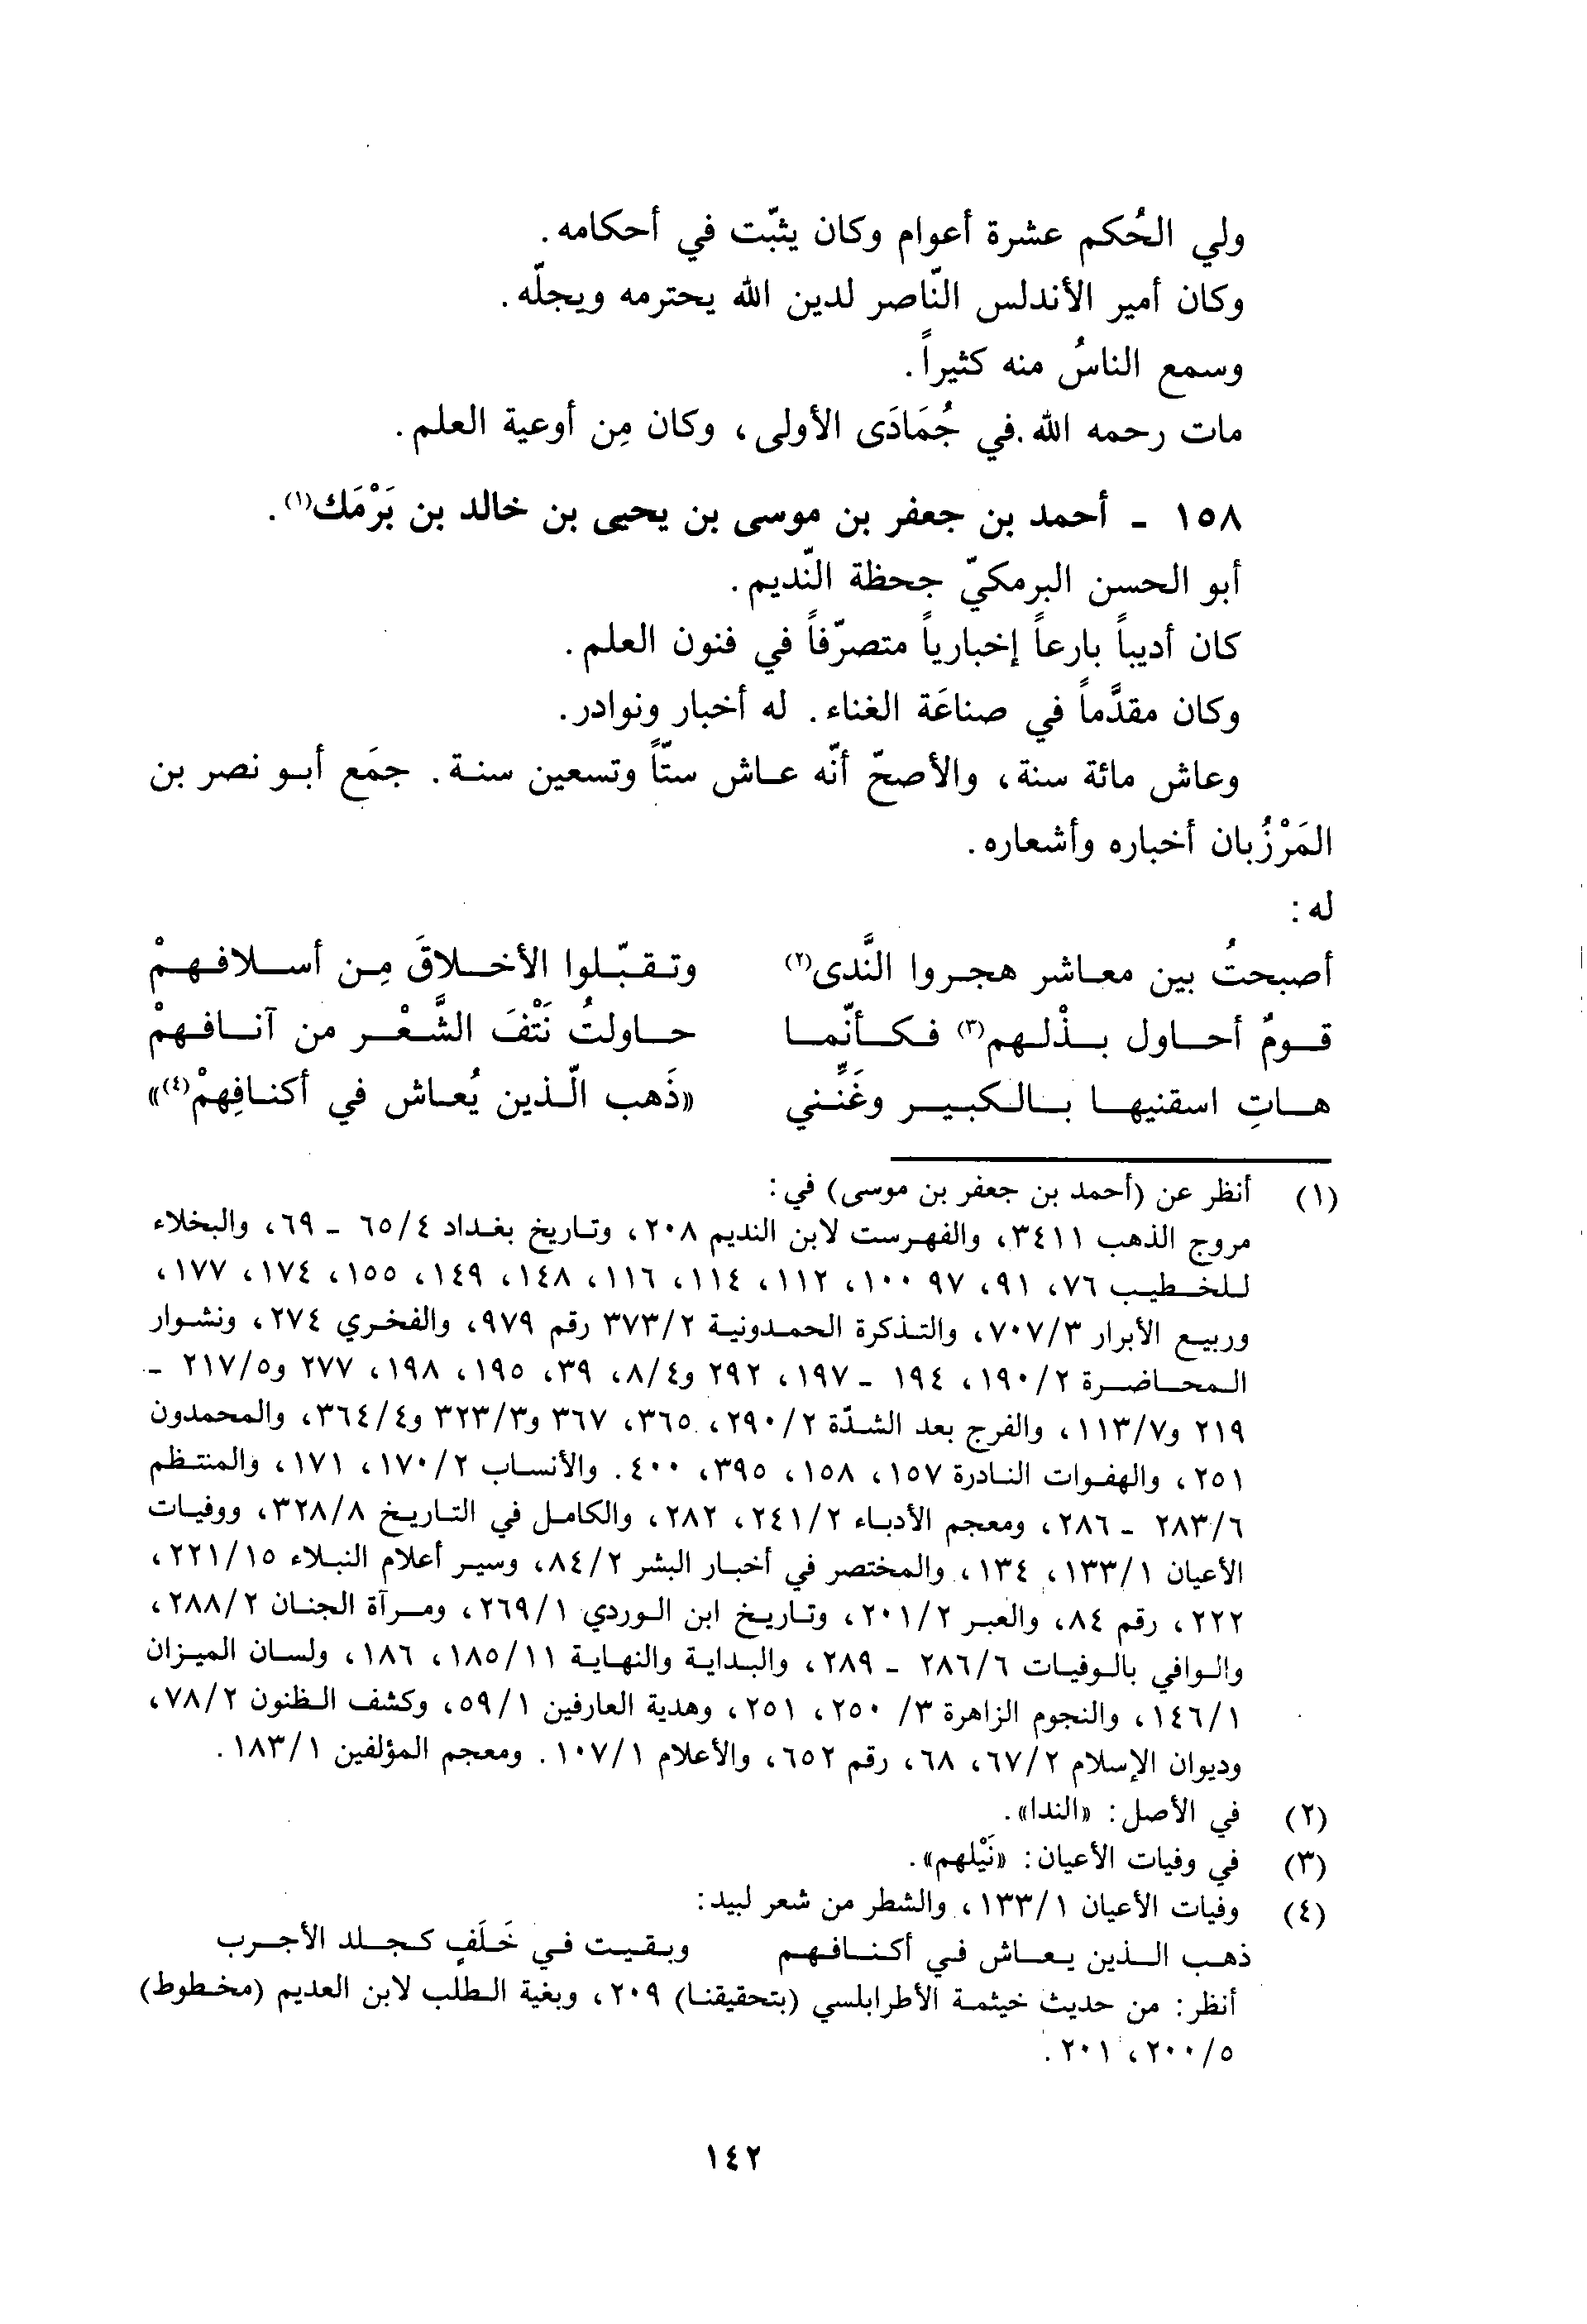 ولي الحُكم عشرة أعوام وكان يثبّت في أحكامه.
وكان أمير الأندلس النّاصر لدين الله يحترمه ويجلّه.
وسمع الناسُ منه كثيراً.
مات رحمه الله.في جُمَادَى الأولى، وكان مِن أوعية العلم.
١٥٨ - أحمد بن جعفر بن موسى بن يحيى بن خالد بن بَرْمَك(١).
أبو الحسن البرمكيّ جحظة النّديم.
كان أديباً بارعاً إخبارياً متصرّفاً في فنون العلم.
وكان مقدَّماً في صناعَة الغناء. له أخبار ونوادر.
وعاش مائة سنة، والأصحّ أنّه عاش ستّاً وتسعين سنة. جمَع أبو نصر بن
المَرْزُبان أخباره وأشعاره.
له:
أصبحتُ بين معاشر هجروا النَّدى(٢) وتقبّلوا الأخلاقَ مِن أسلافهمْ
قومُ أحاول بذْلهم(٣) فكأنّما حاولتُ نَتْفَ الشَّعْر من آنافهمْ
هاتِ اسقنيها بالكبير وغَنِّني «ذَهب الّذين يُعاش في أكنافِهمْ(٤)»
(١) أنظر عن (أحمد بن جعفر بن موسى) في:
مروج الذهب ٣٤١١، والفهرست لابن النديم ٢٠٨، وتاريخ بغداد ٦٥/٤ - ٦٩، والبخلاء
للخطيب ٧٦، ٩١، ٩٧ ١٠٠، ١١٢، ١١٤، ١١٦، ١٤٨، ١٤٩، ١٥٥، ١٧٤، ١٧٧،
وربيع الأبرار ٧٠٧/٣، والتذكرة الحمدونية ٣٧٣/٢ رقم ٩٧٩، والفخري ٢٧٤، ونشوار
المحاضرة ١٩٠/٢، ١٩٤ - ١٩٧، ٢٩٢ و٨/٤، ٣٩، ١٩٥، ١٩٨، ٢٧٧ و٢١٧/٥ -
٢١٩ و١١٣/٧، والفرج بعد الشدّة ٢٩٠/٢، ٣٦٥، ٣٦٧ و٣٢٣/٣ و٣٦٤/٤، والمحمدون
٢٥١، والهفوات النادرة ١٥٧، ١٥٨، ٣٩٥، ٤٠٠. والأنساب ١٧٠/٢، ١٧١، والمنتظم
٢٨٣/٦ - ٢٨٦، ومعجم الأدباء ٢٤١/٢، ٢٨٢، والكامل في التاريخ ٣٢٨/٨، ووفيات
الأعيان ١٣٣/١، ١٣٤، والمختصر في أخبار البشر ٨٤/٢، وسير أعلام النبلاء ٢٢١/١٥،
٢٢٢، رقم ٨٤، والعبر ٢٠١/٢، وتاريخ ابن الوردي ٢٦٩/١، ومرآة الجنان ٢٨٨/٢،
والوافي بالوفيات ٢٨٦/٦ - ٢٨٩، والبداية والنهاية ١٨٥/١١، ١٨٦، ولسان الميزان
١٤٦/١، والنجوم الزاهرة ٣/ ٢٥٠، ٢٥١، وهدية العارفين ٥٩/١، وكشف الظنون ٧٨/٢،
وديوان الإسلام ٦٧/٢، ٦٨، رقم ٦٥٢، والأعلام ١٠٧/١. ومعجم المؤلفين ١٨٣/١.
(٢) في الأصل: «الندا».
(٣) في وفيات الأعيان: «نَيْلهم».
(٤) وفيات الأعيان ١٣٣/١، والشطر من شعر لبيد:
ذهب الذين يعاش في أكنافهم وبقيت في خَلَفٍ كجلد الأجرب
أنظر: من حديث خيثمة الأطرابلسي (بتحقيقنا) ٢٠٩، وبغية الطلب لابن العديم (مخطوط)
٢٠٠/٥، ٢٠١.
١٤٢